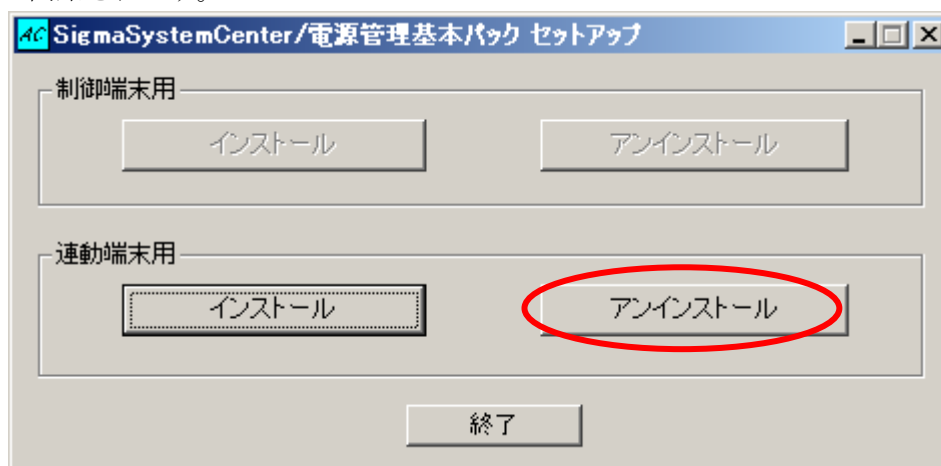 AC SigmaSystemCenter/電源管理基本パック セットアップ
制御端末用
インストール アンインストール
連動端末用
インストール アンインストール
終了